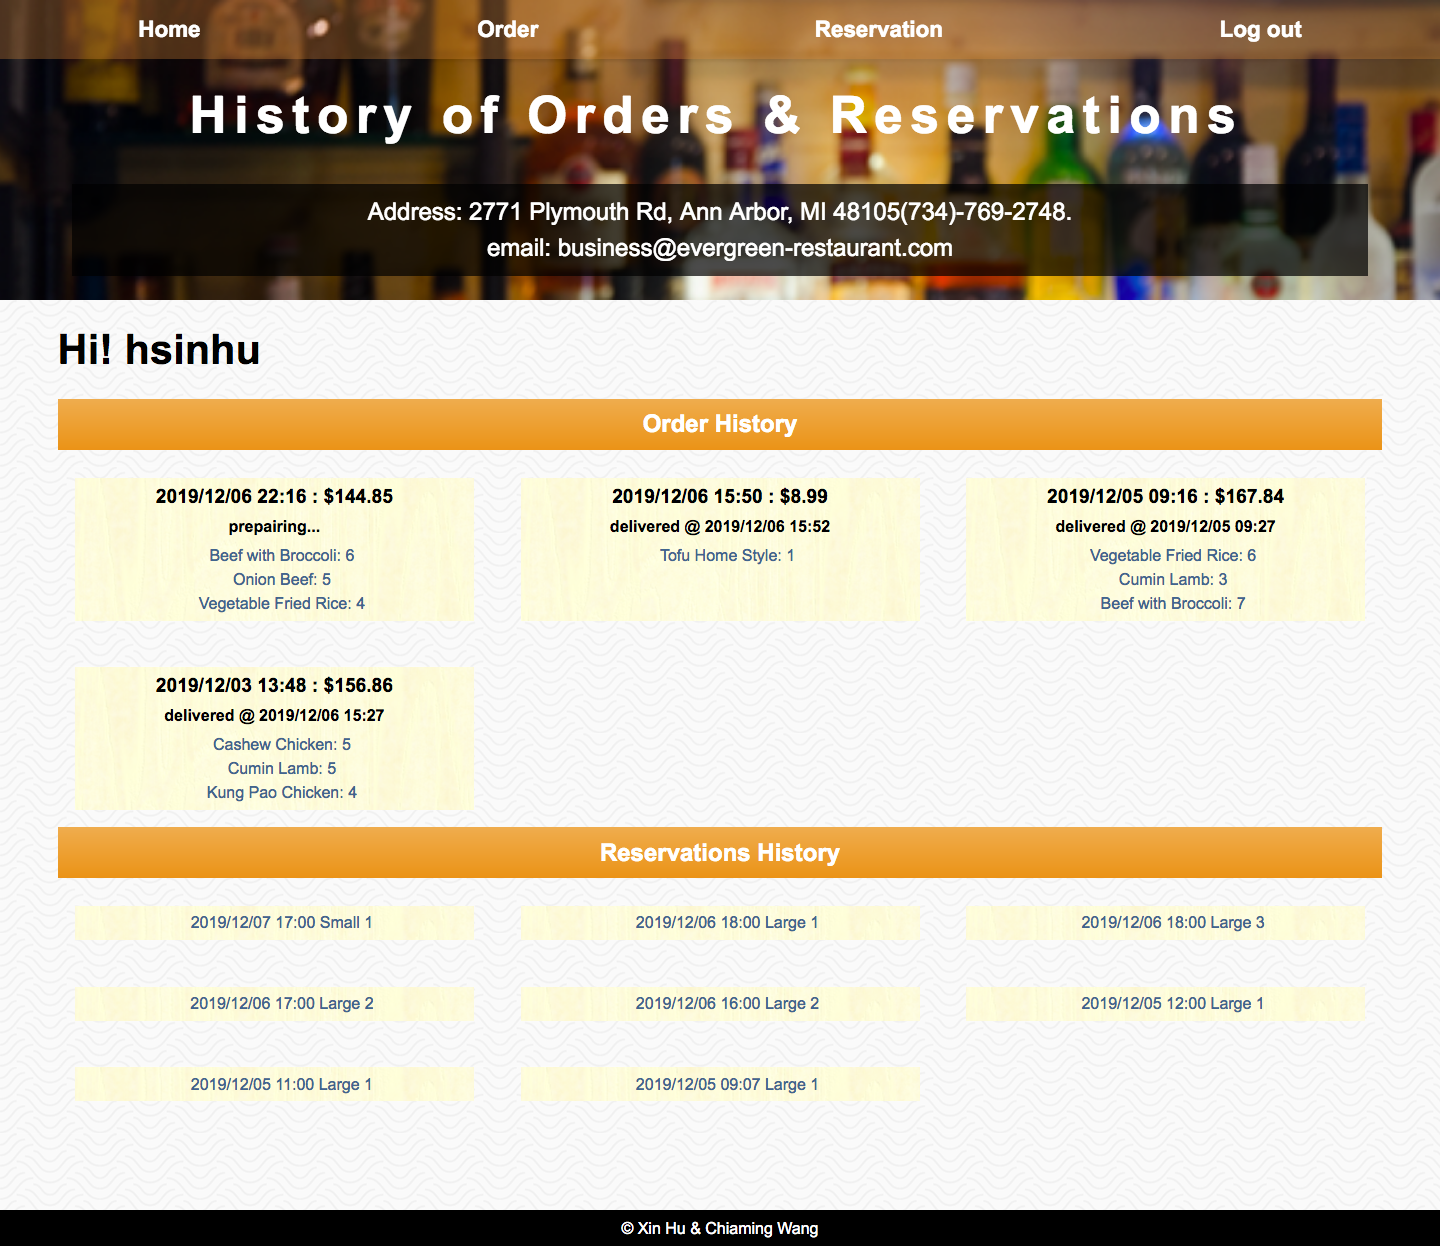 Home Order Reservation Log out
History of Orders & Reservations
Address: 2771 Plymouth Rd, Ann Arbor, MI 48105(734)-769-2748.
email: business@evergreen-restaurant.com
Hi! hsinhu
Order History
2019/12/06 22:16 : $144.85
prepairing...
Beef with Broccoli: 6
Onion Beef: 5
Vegetable Fried Rice: 4
2019/12/06 15:50 : $8.99
delivered @ 2019/12/06 15:52
Tofu Home Style: 1
2019/12/05 09:16 : $167.84
delivered @ 2019/12/05 09:27
Vegetable Fried Rice: 6
Cumin Lamb: 3
Beef with Broccoli: 7
2019/12/03 13:48 : $156.86
delivered @ 2019/12/06 15:27
Cashew Chicken: 5
Cumin Lamb: 5
Kung Pao Chicken: 4
Reservations History
2019/12/07 17:00 Small 1
2019/12/06 18:00 Large 1
2019/12/06 18:00 Large 3
2019/12/06 17:00 Large 2
2019/12/06 16:00 Large 2
2019/12/05 12:00 Large 1
2019/12/05 11:00 Large 1
2019/12/05 09:07 Large 1
© Xin Hu & Chiaming Wang